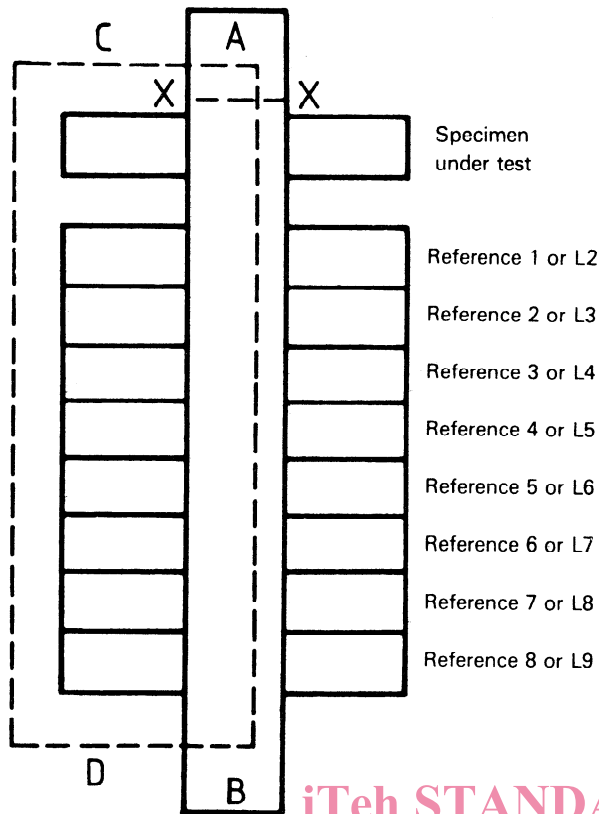 C
A
X
X
Specimen
under test
Reference 1 or L2
Reference 2 or L3
Reference 3 or L4
Reference 4 or L5
Reference 5 or L6
Reference 6 or L7
Reference 7 or L8
Reference 8 or L9
D
B
iTeh